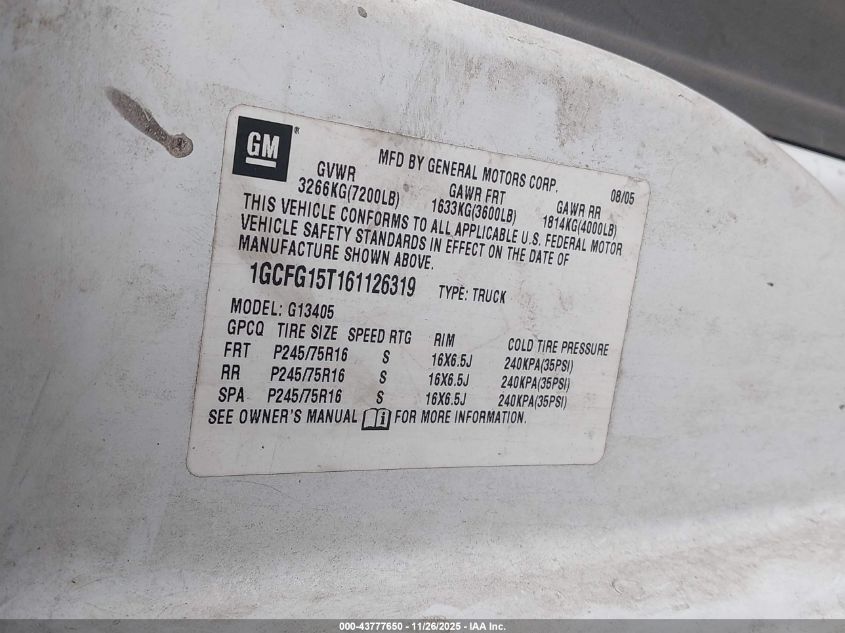 GM ®
MFD BY GENERAL MOTORS CORP. 08/05
GVWR GAWR FRT GAWR RR
3266KG(7200LB) 1633KG(3600LB) 1814KG(4000LB)
THIS VEHICLE CONFORMS TO ALL APPLICABLE U.S. FEDERAL MOTOR
VEHICLE SAFETY STANDARDS IN EFFECT ON THE DATE OF
MANUFACTURE SHOWN ABOVE.
1GCFG15T161126319 TYPE: TRUCK
MODEL: G13405
GPCQ TIRE SIZE SPEED RTG RIM COLD TIRE PRESSURE
FRT P245/75R16 S 16X6.5J 240KPA(35PSI)
RR P245/75R16 S 16X6.5J 240KPA(35PSI)
SPA P245/75R16 S 16X6.5J 240KPA(35PSI)
SEE OWNER'S MANUAL i FOR MORE INFORMATION.
000-43777650 - 11/26/2025 - IAA Inc.